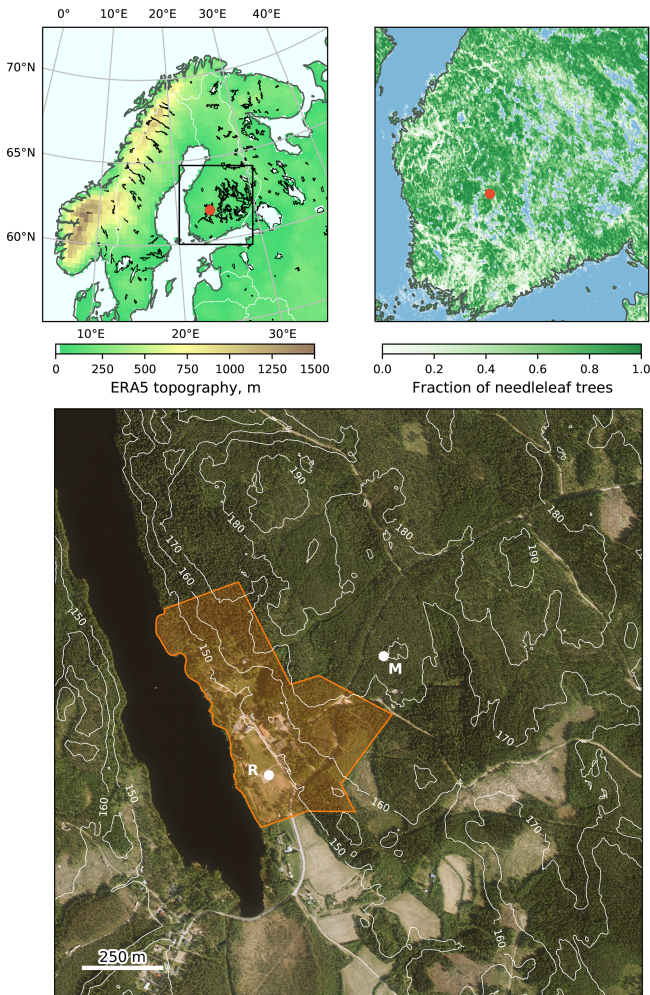 0° 10°E 20°E 30°E 40°E
70°N
65°N
60°N
10°E 20°E 30°E
0 250 500 750 1000 1250 1500
ERA5 topography, m
0.0 0.2 0.4 0.6 0.8 1.0
Fraction of needleleaf trees
190
180
180
180
170
190
160
150
150
M
170
R
160
150
160
170
150
160
250 m